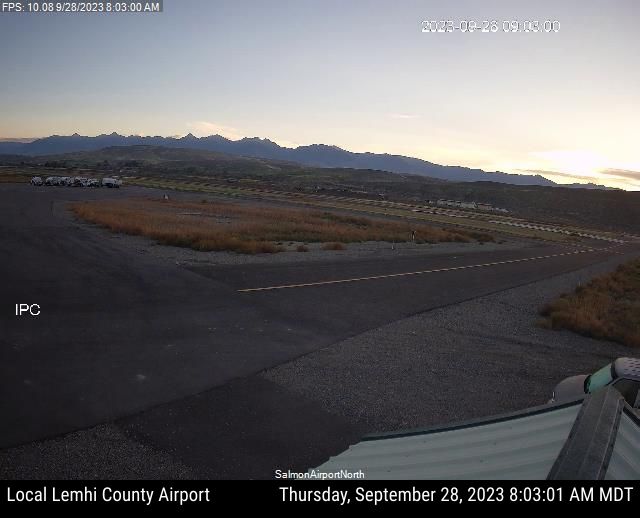 FPS: 10.08 9/28/2023 8:03:00 AM
2023-09-28 09:03:00
IPC
SalmonAirportNorth
Local Lemhi County Airport Thursday, September 28, 2023 8:03:01 AM MDT